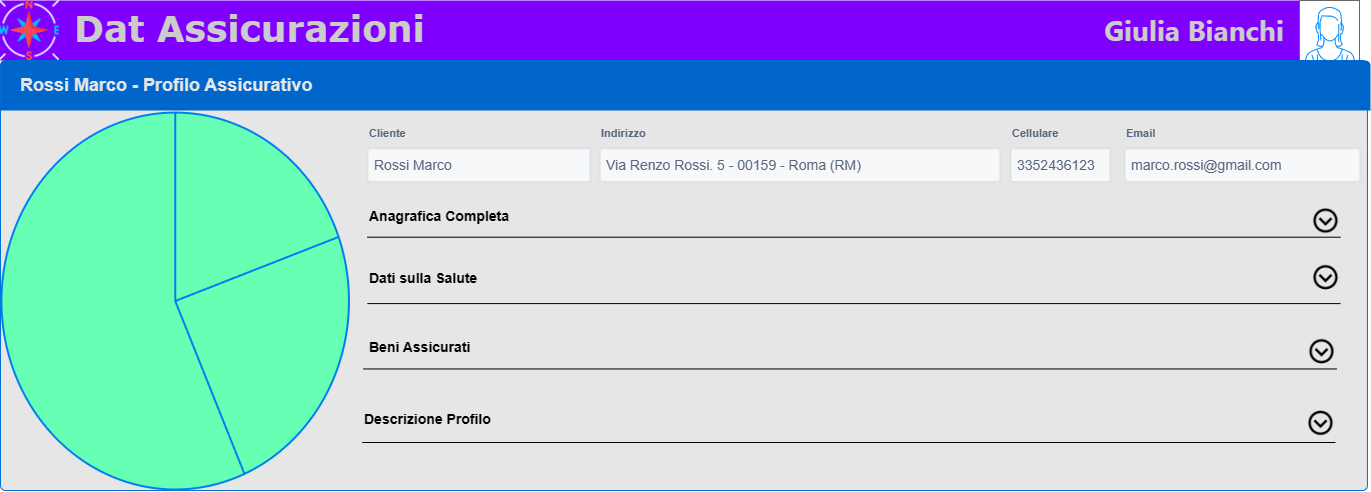 N
W E
S
Dat Assicurazioni
Giulia Bianchi
Rossi Marco - Profilo Assicurativo
Cliente Indirizzo Cellulare Email
Rossi Marco Via Renzo Rossi. 5 - 00159 - Roma (RM) 3352436123 marco.rossi@gmail.com
Anagrafica Completa
Dati sulla Salute
Beni Assicurati
Descrizione Profilo